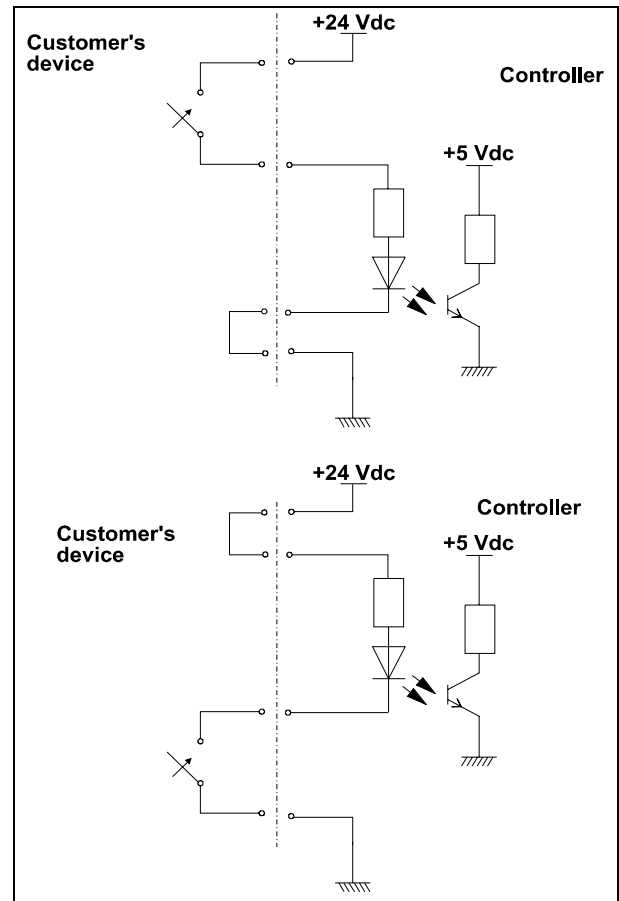 +24 Vdc
Customer's
device
Controller
+5 Vdc
+24 Vdc
Controller
Customer's
device
+5 Vdc